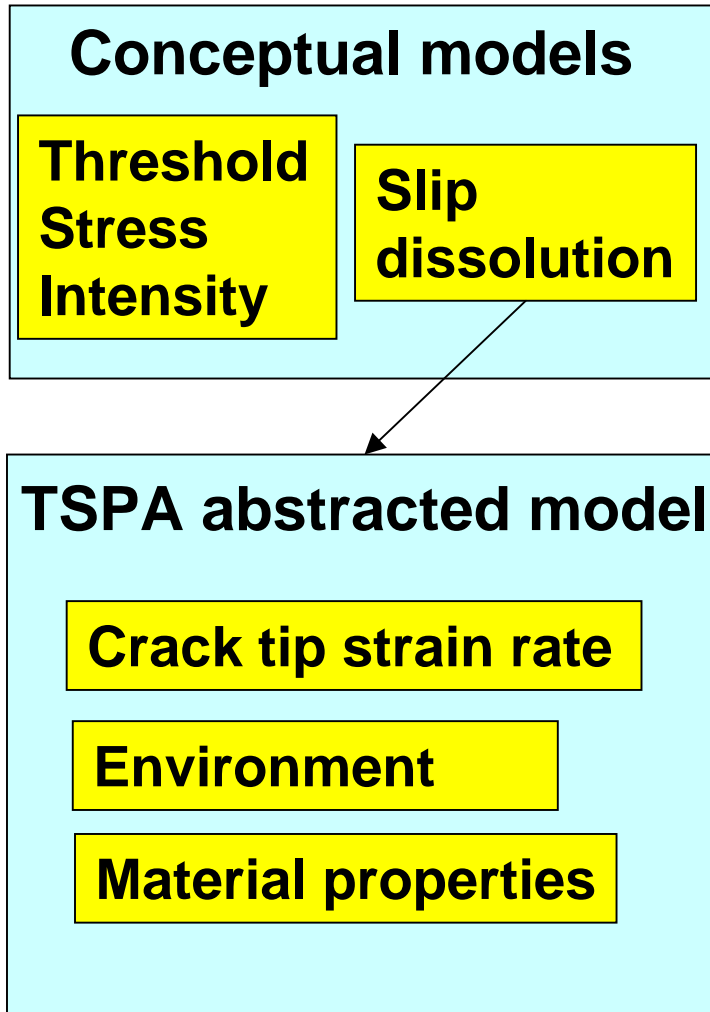 Conceptual models
Threshold
Stress
Intensity
Slip
dissolution
TSPA abstracted model
Crack tip strain rate
Environment
Material properties